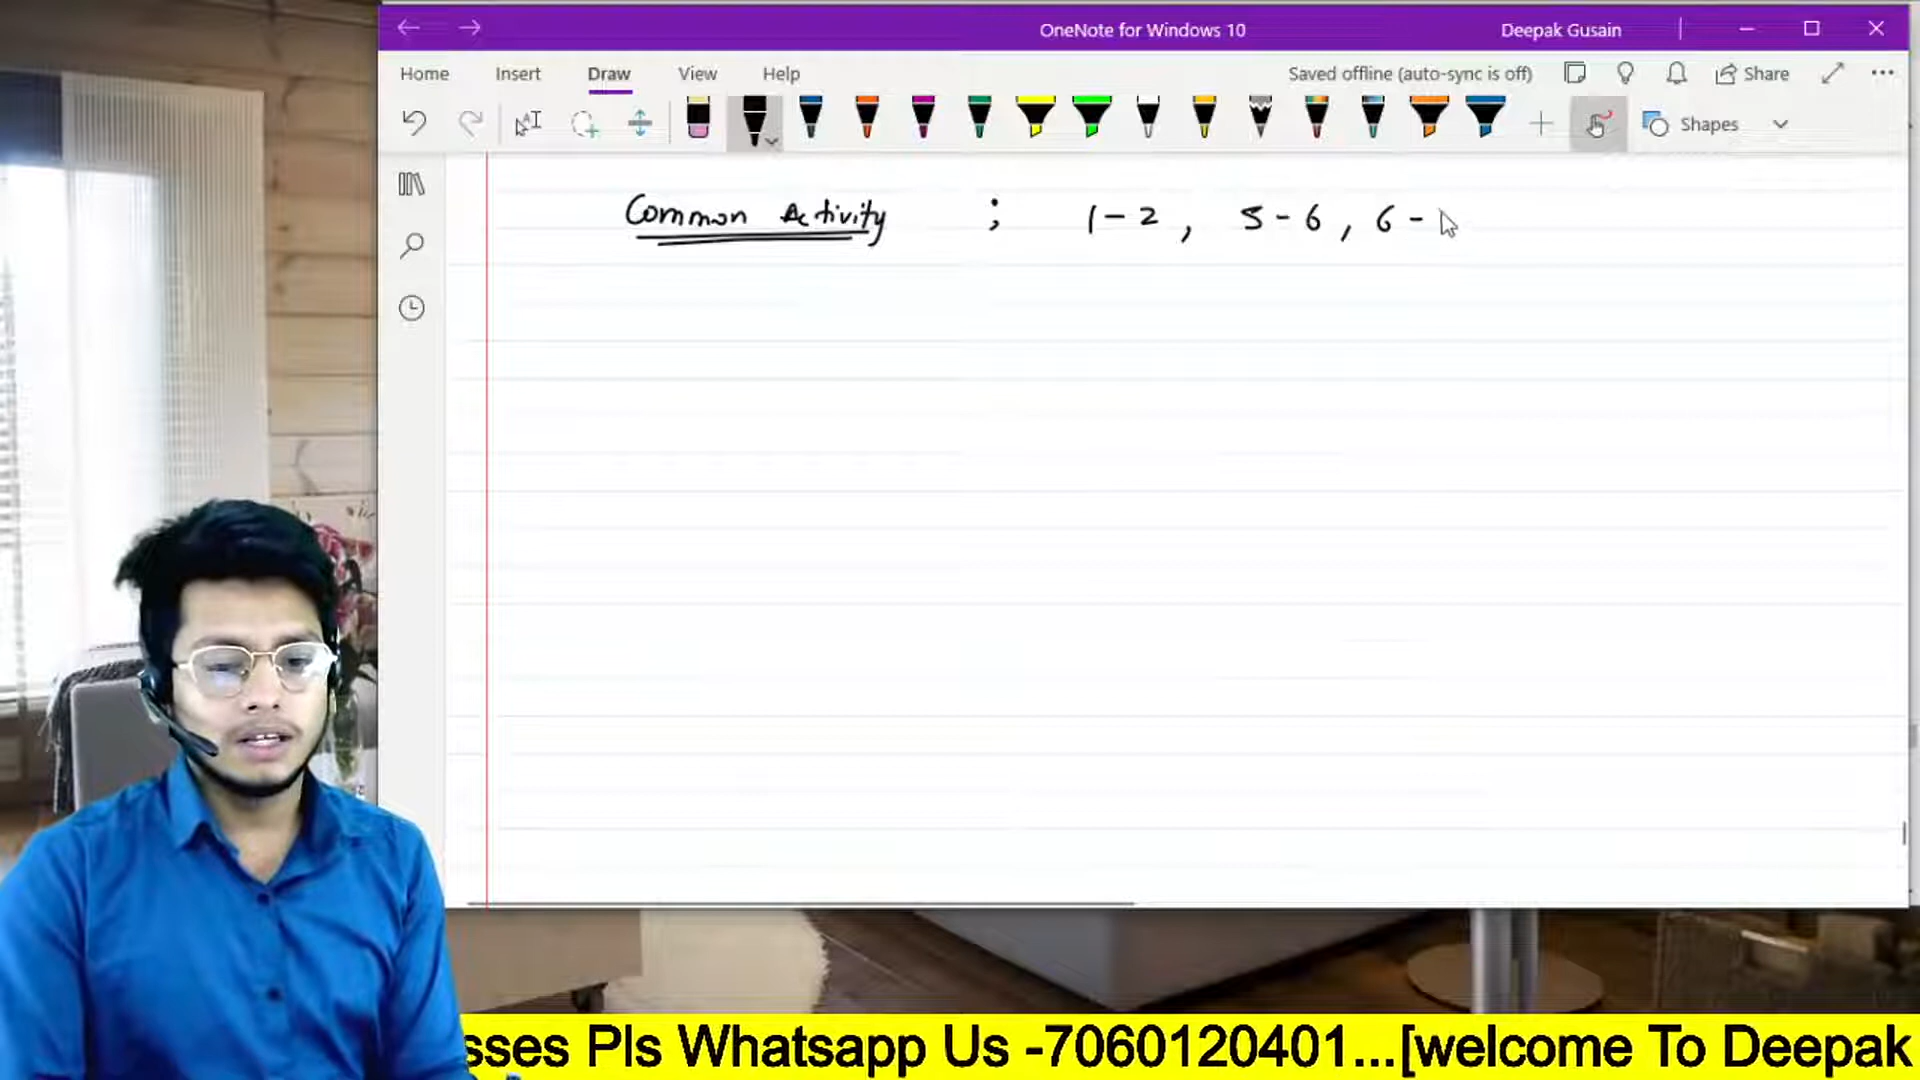 OneNote for Windows 10 Deepak Gusain
Home Insert Draw View Help Saved offline (auto-sync is off) Share
Shapes
Common Activity ; 1-2, 5-6, 6-
sses Pls Whatsapp Us -7060120401...[welcome To Deepak